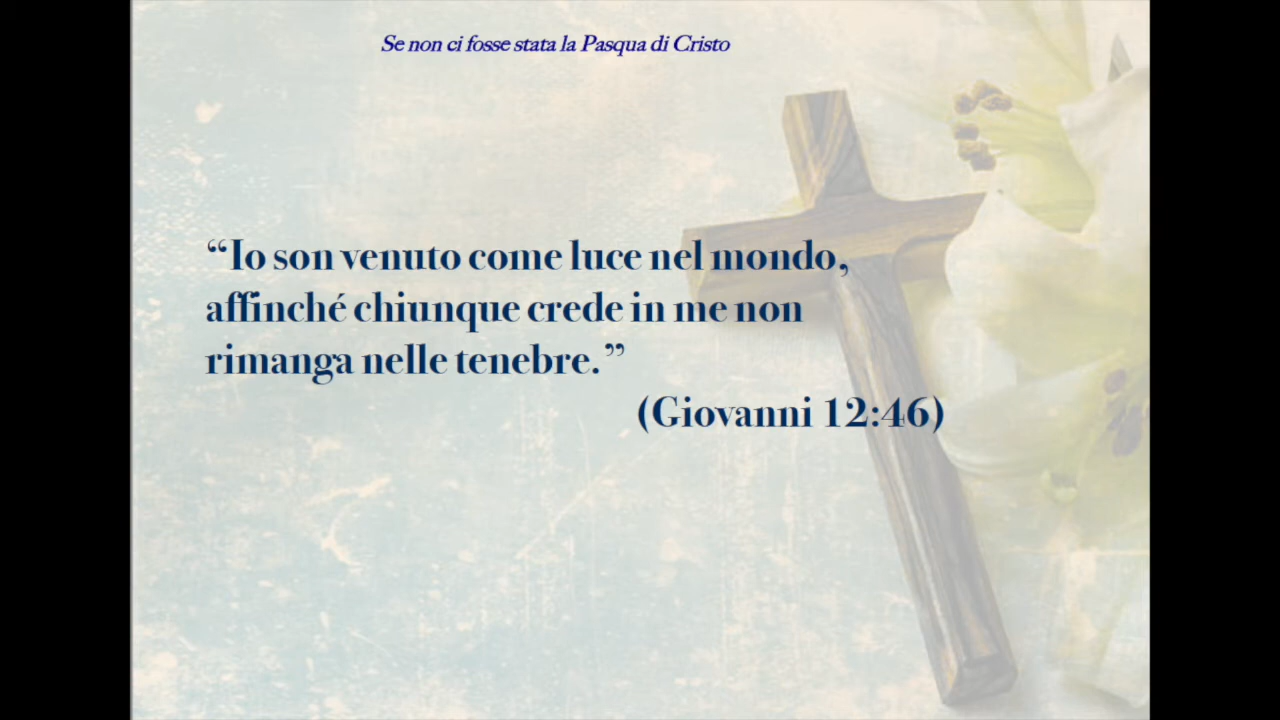 Se non ci fosse stata la Pasqua di Cristo
“Io son venuto come luce nel mondo,
affinché chiunque crede in me non
rimanga nelle tenebre.”
(Giovanni 12:46)